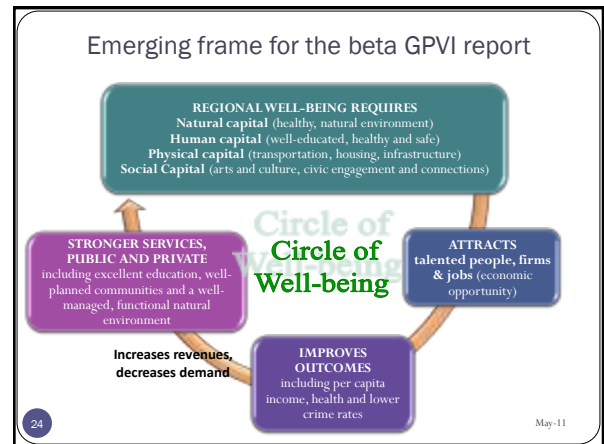 Emerging frame for the beta GPVI report
REGIONAL WELL-BEING REQUIRES
Natural capital (healthy, natural environment)
Human capital (well-educated, healthy and safe)
Physical capital (transportation, housing, infrastructure)
Social Capital (arts and culture, civic engagement and connections)
ATTRACTS
talented people, firms
& jobs (economic
opportunity)
IMPROVES
OUTCOMES
including per capita
income, health and lower
crime rates
Increases revenues,
decreases demand
STRONGER SERVICES,
PUBLIC AND PRIVATE
including excellent education, well-
planned communities and a well-
managed, functional natural
environment
Circle of
Well-being
Circle of
Well-being
24
May-11